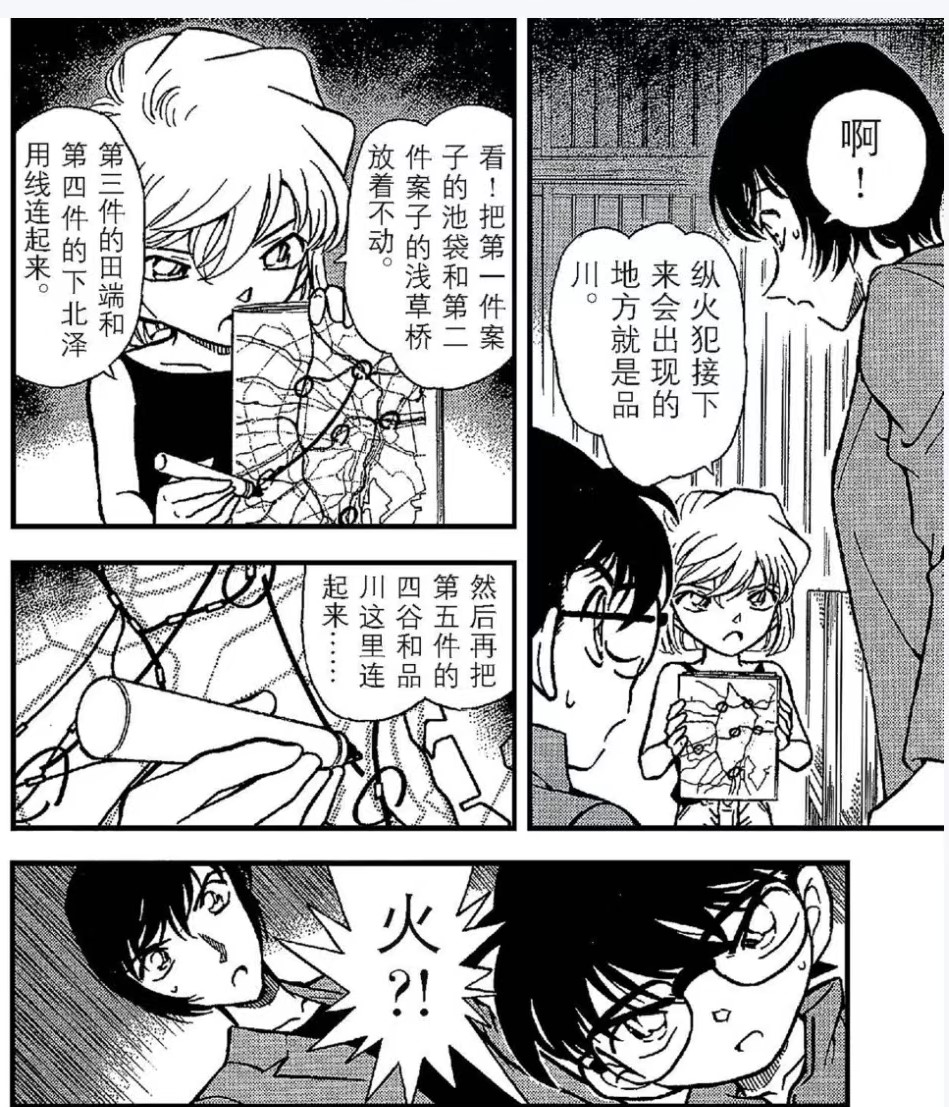 啊！
纵火犯接下
来会出现的
地方就是品
川。
看！把第一件案
子的池袋和第二
件案子的浅草桥
放着不动。
第三件的田端和
第四件的下北泽
用线连起来。
然后再把
第五件的
四谷和品
川这里连
起来……
火?!